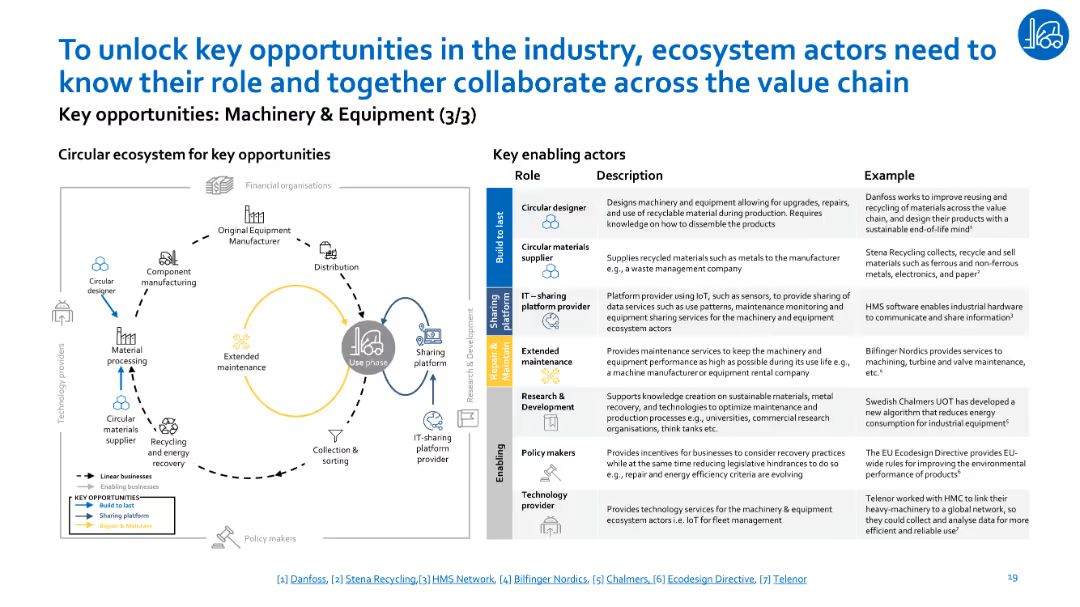 To unlock key opportunities in the industry, ecosystem actors need to
know their role and together collaborate across the value chain
Key opportunities: Machinery & Equipment (3/3)
Circular ecosystem for key opportunities
Financial organisations
Original Equipment
Manufacturer
Component
manufacturing
Distribution
Circular
designer
Technology providers
Material
processing
Extended
maintenance
Use phase
Sharing
platform
Research & Development
Circular
materials
supplier
Recycling
and energy
recovery
Collection &
sorting
IT-sharing
platform
provider
Linear businesses
Enabling businesses
KEY OPPORTUNITIES
Build to last
Sharing platform
Repair & Maintain
Policy makers
Key enabling actors
Role
Description
Example
Build to last
Circular designer
Designs machinery and equipment allowing for upgrades, repairs,
and use of recyclable material during production. Requires
knowledge on how to dissemble the products
Danfoss works to improve reusing and
recycling of materials across the value
chain, and design their products with a
sustainable end-of-life mind¹
Circular materials
supplier
Supplies recycled materials such as metals to the manufacturer
e.g., a waste management company
Stena Recycling collects, recycle and sell
materials such as ferrous and non-ferrous
metals, electronics, and paper²
Sharing
platform
IT – sharing
platform provider
Platform provider using IoT, such as sensors, to provide sharing of
data services such as use patterns, maintenance monitoring and
equipment sharing services for the machinery and equipment
ecosystem actors
HMS software enables industrial hardware
to communicate and share information³
Repair &
Maintain
Extended
maintenance
Provides maintenance services to keep the machinery and
equipment performance as high as possible during its use life e.g.,
a machine manufacturer or equipment rental company
Bilfinger Nordics provides services to
machining, turbine and valve maintenance,
etc.⁴
Enabling
Research &
Development
Supports knowledge creation on sustainable materials, metal
recovery, and technologies to optimize maintenance and
production processes e.g., universities, commercial research
organisations, think tanks etc.
Swedish Chalmers UOT has developed a
new algorithm that reduces energy
consumption for industrial equipment⁵
Policy makers
Provides incentives for businesses to consider recovery practices
while at the same time reducing legislative hindrances to do so
e.g., repair and energy efficiency criteria are evolving
The EU Ecodesign Directive provides EU-
wide rules for improving the environmental
performance of products⁶
Technology
provider
Provides technology services for the machinery & equipment
ecosystem actors i.e. IoT for fleet management
Telenor worked with HMC to link their
heavy-machinery to a global network, so
they could collect and analyse data for more
efficient and reliable use⁷
[1] Danfoss, [2] Stena Recycling,[3] HMS Network, [4] Bilfinger Nordics, [5] Chalmers, [6] Ecodesign Directive, [7] Telenor
19